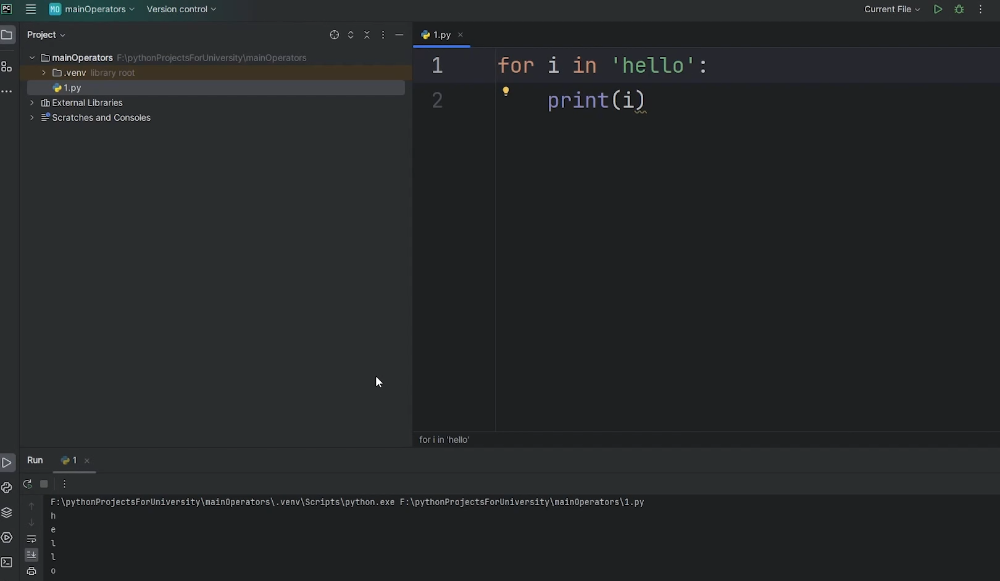 PC MO mainOperators Version control Current File
Project
1.py
mainOperators F:\pythonProjectsForUniversity\mainOperators
.venv library root
1.py
External Libraries
Scratches and Consoles
1 for i in 'hello':
2 print(i)
for i in 'hello'
Run 1
F:\pythonProjectsForUniversity\mainOperators\.venv\Scripts\python.exe F:\pythonProjectsForUniversity\mainOperators\1.py
h
e
l
l
o